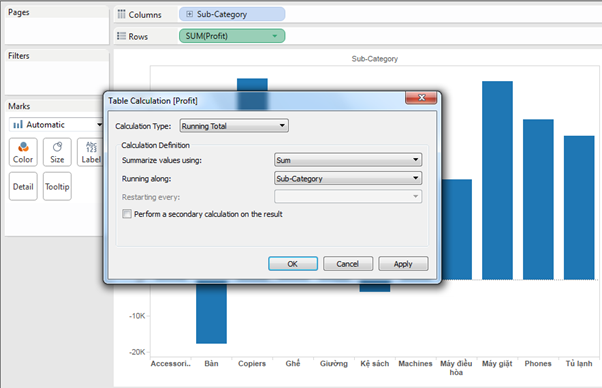 Pages
Columns
Sub-Category
Rows
SUM(Profit)
Filters
Sub-Category
Marks
Automatic
Color
Size
Abc
123
Label
Detail
Tooltip
Table Calculation [Profit]
Calculation Type:
Running Total
Calculation Definition
Summarize values using:
Sum
Running along:
Sub-Category
Restarting every:
Perform a secondary calculation on the result
OK
Cancel
Apply
-10K
-20K
Accessori..
Bàn
Copiers
Ghế
Giường
Kệ sách
Machines
Máy điều
hòa
Máy giặt
Phones
Tủ lạnh